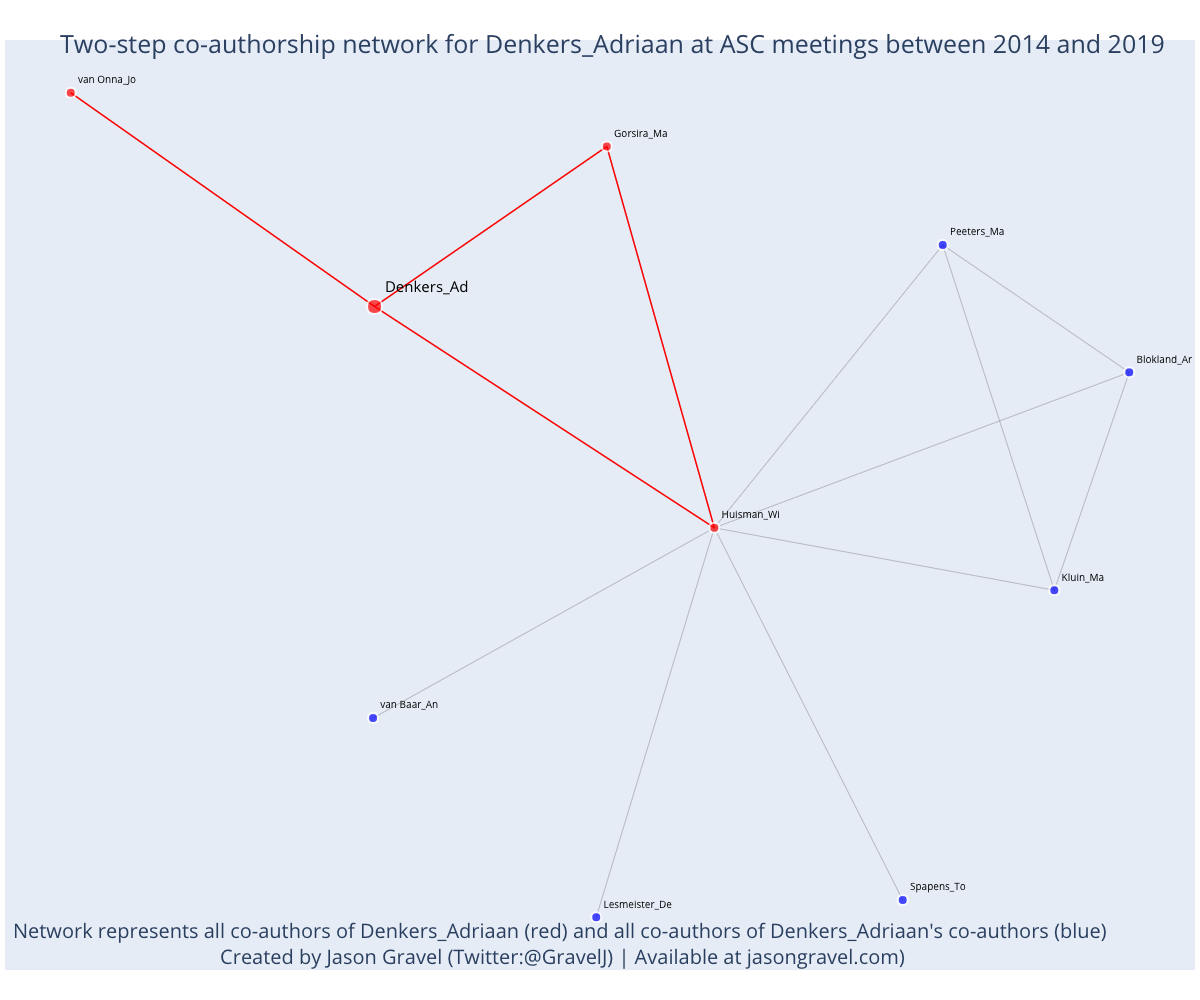 Two-step co-authorship network for Denkers_Adriaan at ASC meetings between 2014 and 2019
van Onna_Jo
Gorsira_Ma
Peeters_Ma
Denkers_Ad
Blokland_Ar
Huisman_Wi
Kluin_Ma
van Baar_An
Spapens_To
Lesmeister_De
Network represents all co-authors of Denkers_Adriaan (red) and all co-authors of Denkers_Adriaan's co-authors (blue)
Created by Jason Gravel (Twitter:@GravelJ) | Available at jasongravel.com)